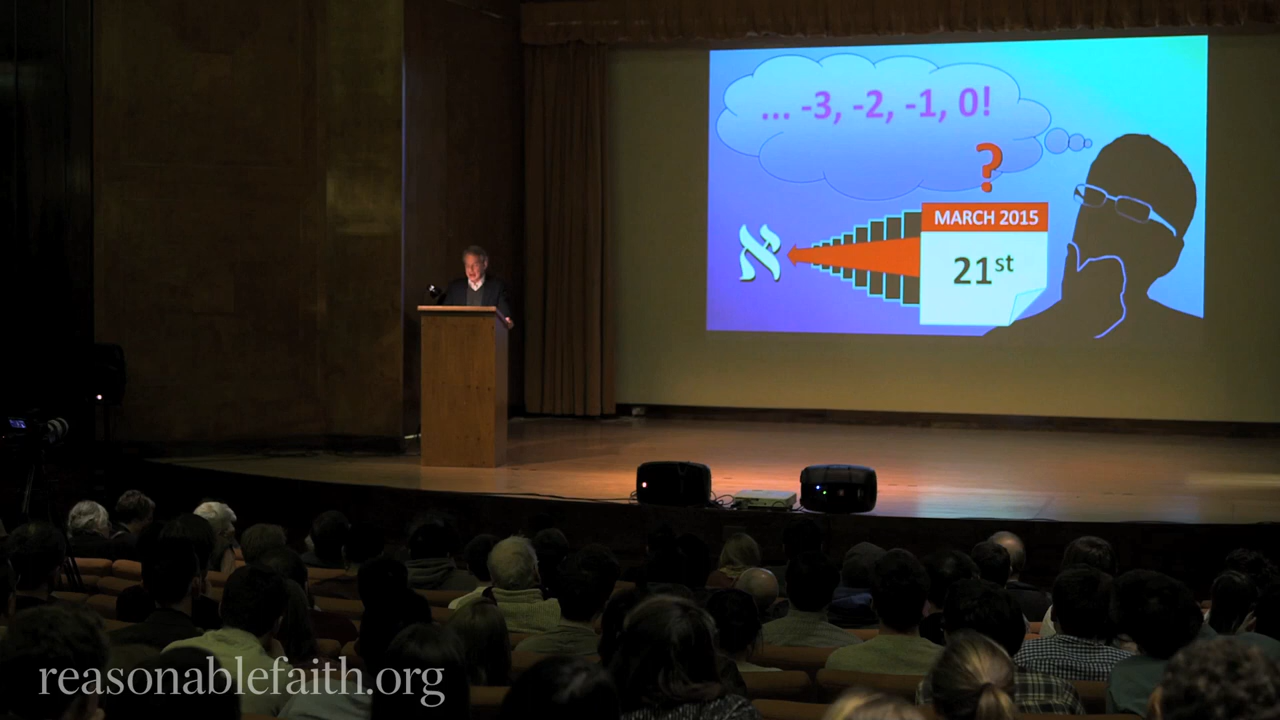 ... -3, -2, -1, 0!
?
MARCH 2015
א
21st
reasonablefaith.org